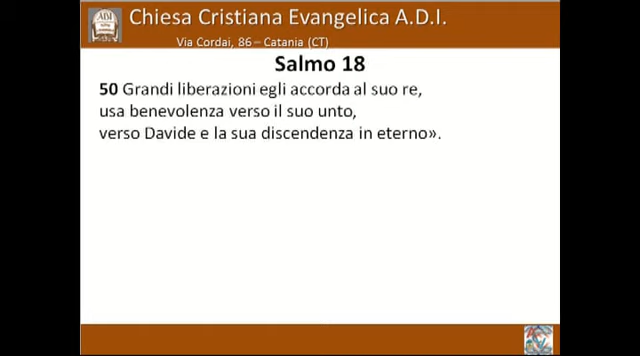 Chiesa Cristiana Evangelica A.D.I.
Via Cordai, 86 – Catania (CT)
Salmo 18
50 Grandi liberazioni egli accorda al suo re,
usa benevolenza verso il suo unto,
verso Davide e la sua discendenza in eterno».